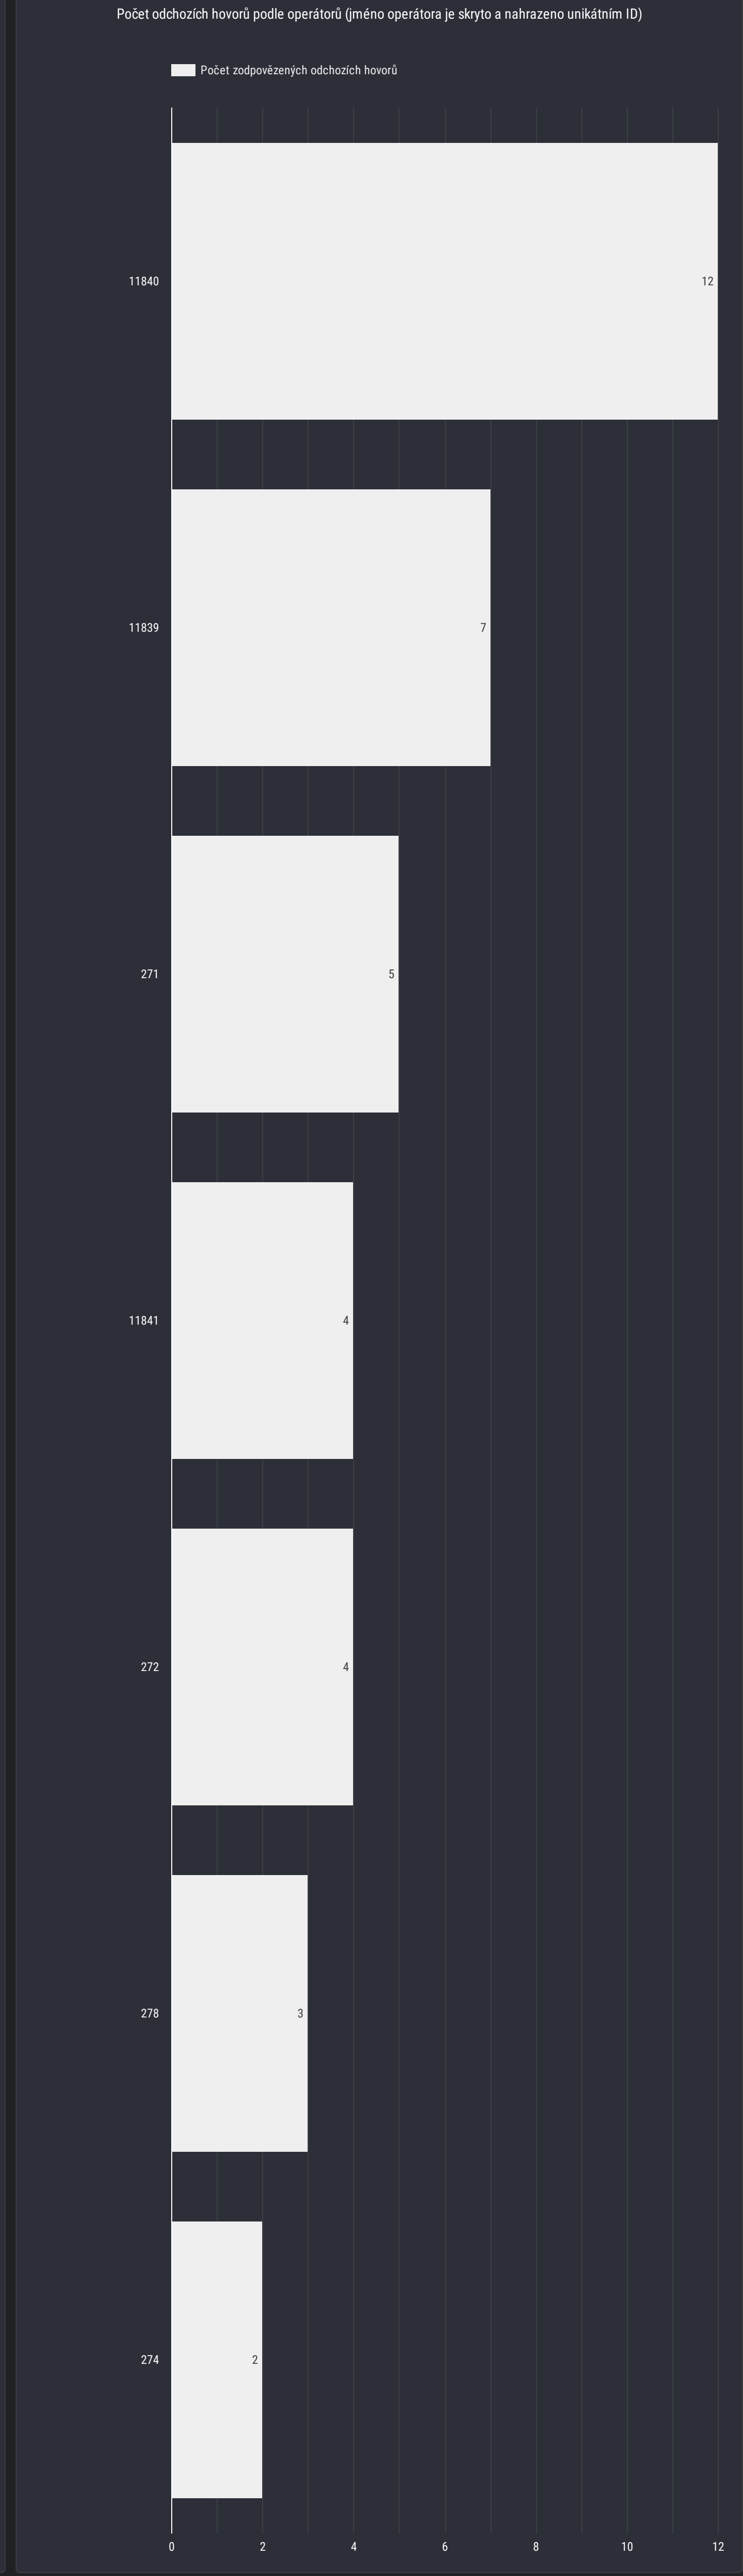 Počet odchozích hovorů podle operátorů (jméno operátora je skryto a nahrazeno unikátním ID)
Počet zodpovězených odchozích hovorů
11840 12
11839 7
271 5
11841 4
272 4
278 3
274 2
0 2 4 6 8 10 12